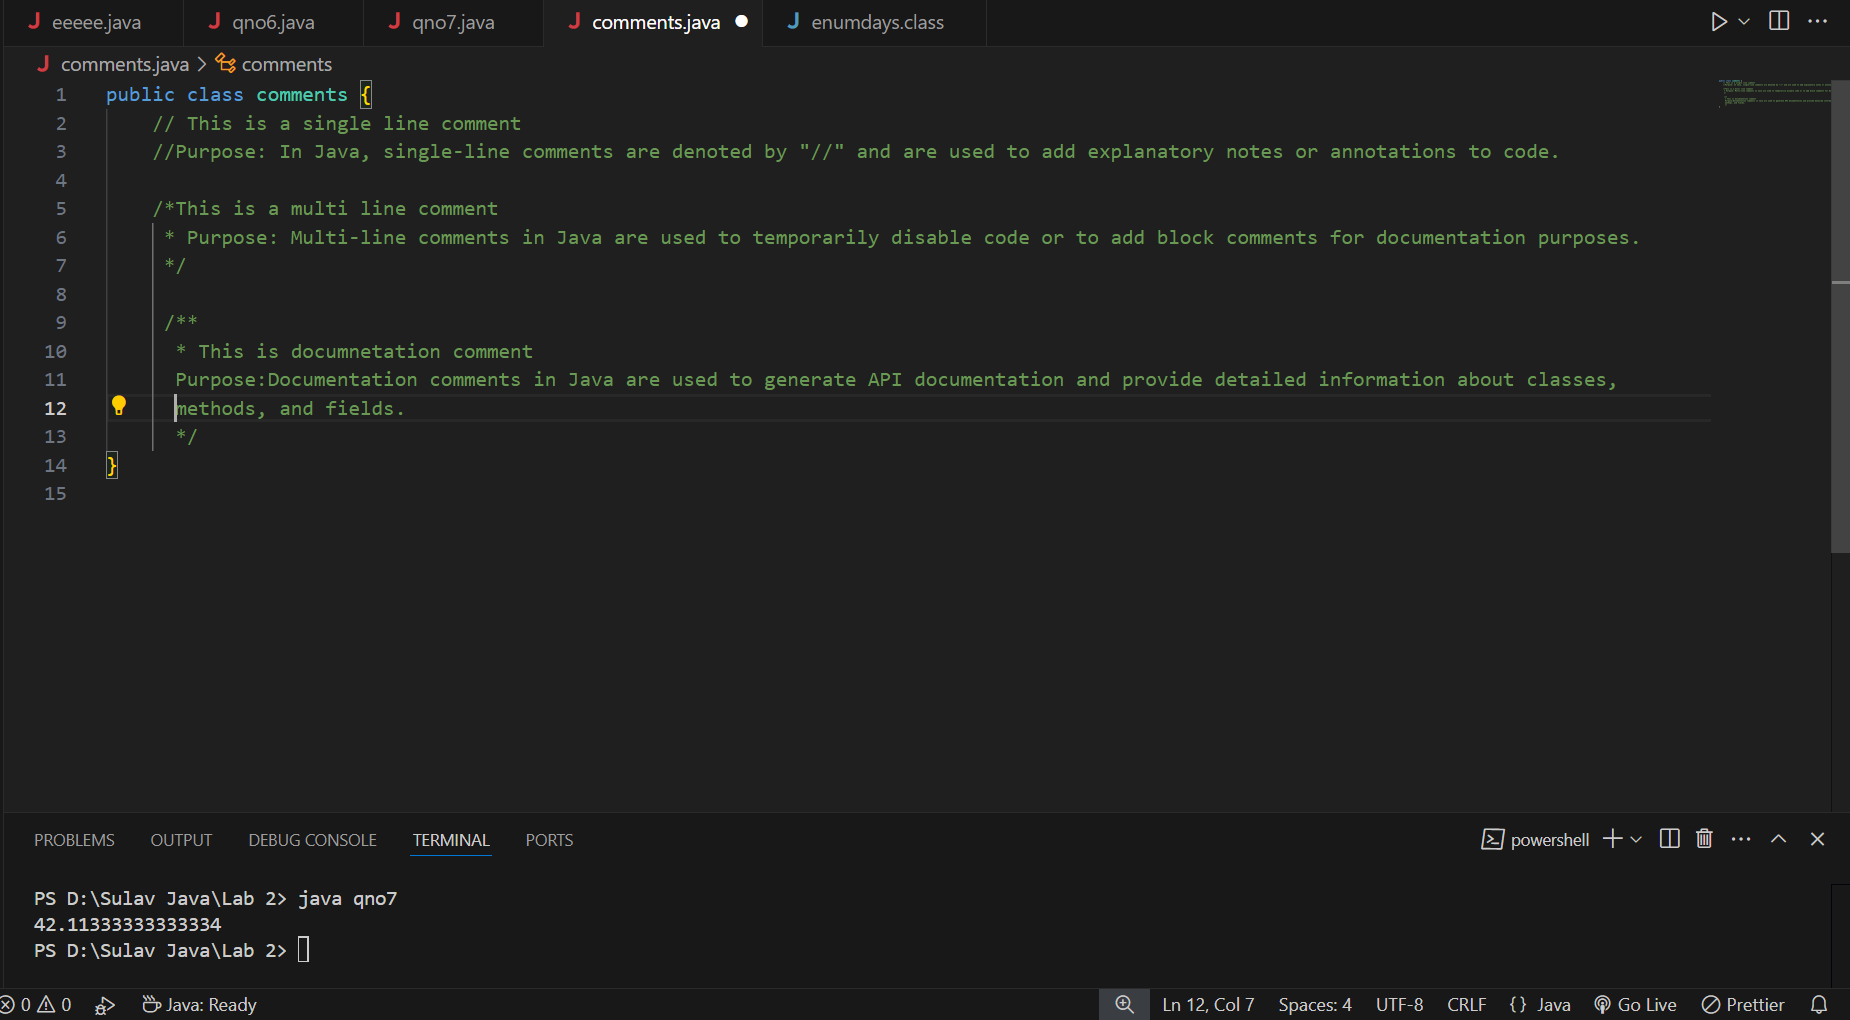 eeeee.java qno6.java qno7.java comments.java enumdays.class
comments.java > comments
1 public class comments {
2 // This is a single line comment
3 //Purpose: In Java, single-line comments are denoted by "//" and are used to add explanatory notes or annotations to code.
4
5 /*This is a multi line comment
6 * Purpose: Multi-line comments in Java are used to temporarily disable code or to add block comments for documentation purposes.
7 */
8
9 /**
10 * This is documnetation comment
11 Purpose:Documentation comments in Java are used to generate API documentation and provide detailed information about classes,
12 methods, and fields.
13 */
14 }
15
PROBLEMS OUTPUT DEBUG CONSOLE TERMINAL PORTS powershell
PS D:\Sulav Java\Lab 2> java qno7
42.11333333333334
PS D:\Sulav Java\Lab 2>
0 0 Java: Ready Ln 12, Col 7 Spaces: 4 UTF-8 CRLF {} Java Go Live Prettier